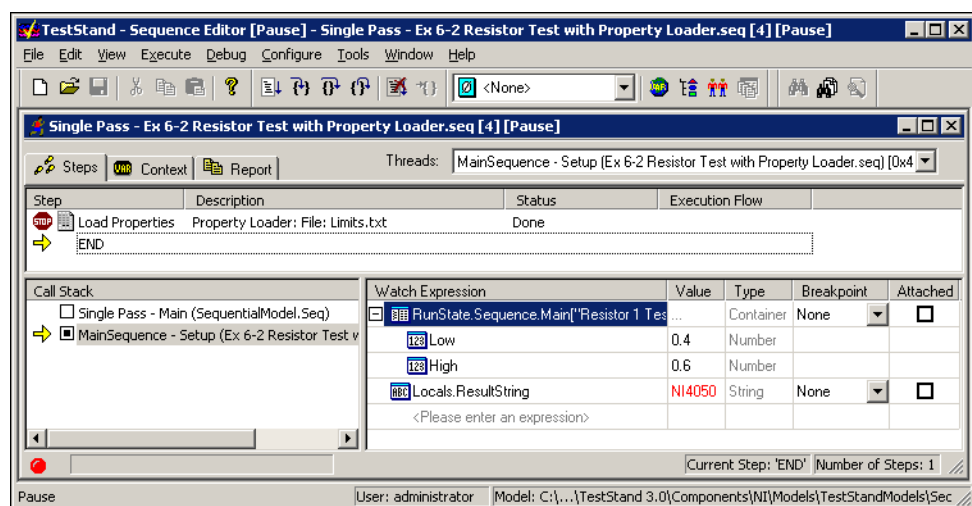 TestStand - Sequence Editor [Pause] - Single Pass - Ex 6-2 Resistor Test with Property Loader.seq [4] [Pause]
File Edit View Execute Debug Configure Tools Window Help
<None>
Single Pass - Ex 6-2 Resistor Test with Property Loader.seq [4] [Pause]
Steps VAR Context Report Threads: MainSequence - Setup (Ex 6-2 Resistor Test with Property Loader.seq) [0x4
Step Description Status Execution Flow
STOP Load Properties Property Loader: File: Limits.txt Done
END
Call Stack
Single Pass - Main (SequentialModel.Seq)
MainSequence - Setup (Ex 6-2 Resistor Test w
Watch Expression Value Type Breakpoint Attached
RunState.Sequence.Main["Resistor 1 Tes ... Container None
123 Low 0.4 Number
123 High 0.6 Number
ABC Locals.ResultString NI4050 String None
<Please enter an expression>
Current Step: 'END' Number of Steps: 1
Pause User: administrator Model: C:\...\TestStand 3.0\Components\NI\Models\TestStandModels\Sec